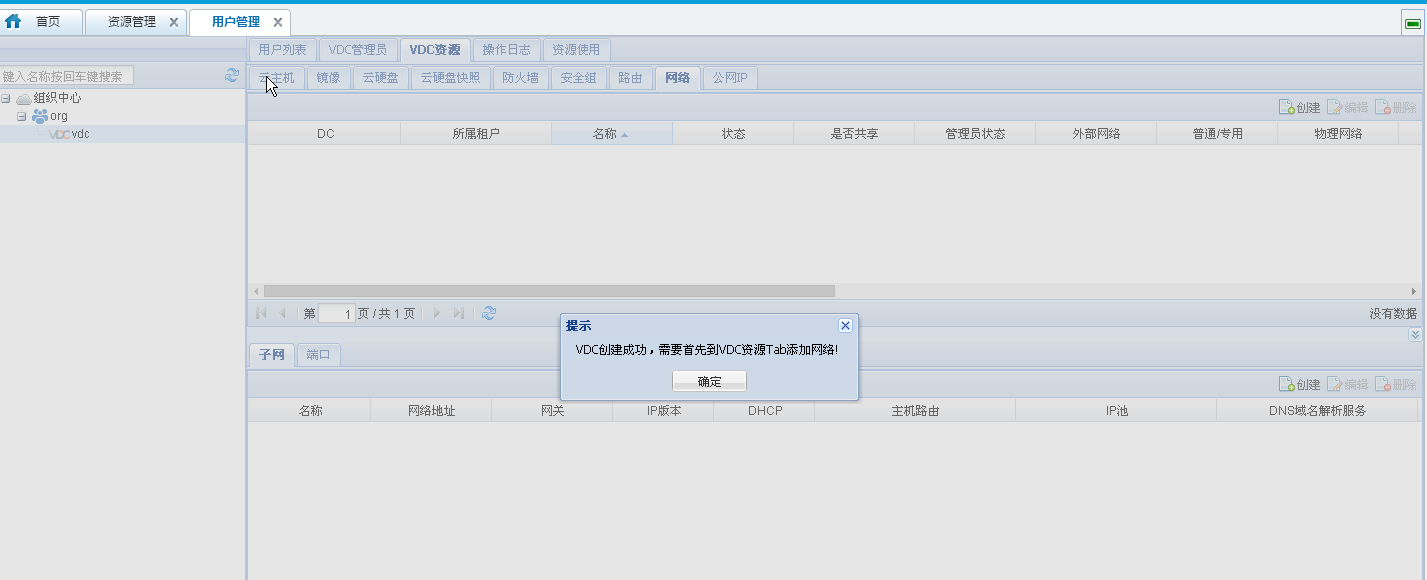 首页 资源管理 用户管理
用户列表 VDC管理员 VDC资源 操作日志 资源使用
键入名称按回车键搜索
云主机 镜像 云硬盘 云硬盘快照 防火墙 安全组 路由 网络 公网IP
组织中心
org
VDC vdc
创建 编辑 删除
DC 所属租户 名称 状态 是否共享 管理员状态 外部网络 普通/专用 物理网络
第 1 页 / 共 1 页 没有数据
提示
VDC创建成功，需要首先到VDC资源Tab添加网络!
确定
子网 端口
创建 编辑 删除
名称 网络地址 网关 IP版本 DHCP 主机路由 IP池 DNS域名解析服务